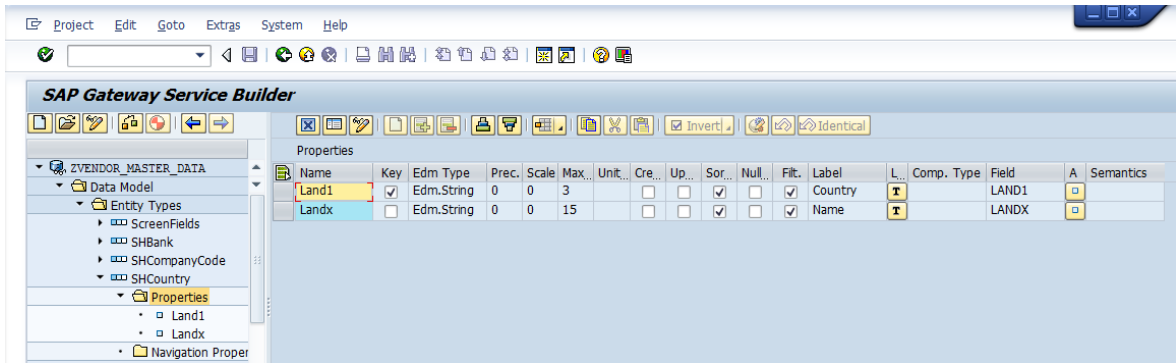 Project Edit Goto Extras System Help
SAP Gateway Service Builder
Invert Identical
Properties
ZVENDOR_MASTER_DATA
Data Model
Entity Types
ScreenFields
SHBank
SHCompanyCode
SHCountry
Properties
Land1
Landx
Navigation Proper
Name Key Edm Type Prec. Scale Max... Unit... Cre... Up... Sor... Null... Filt. Label L... Comp. Type Field A Semantics
Land1 Edm.String 0 0 3 Country T LAND1
Landx Edm.String 0 0 15 Name T LANDX